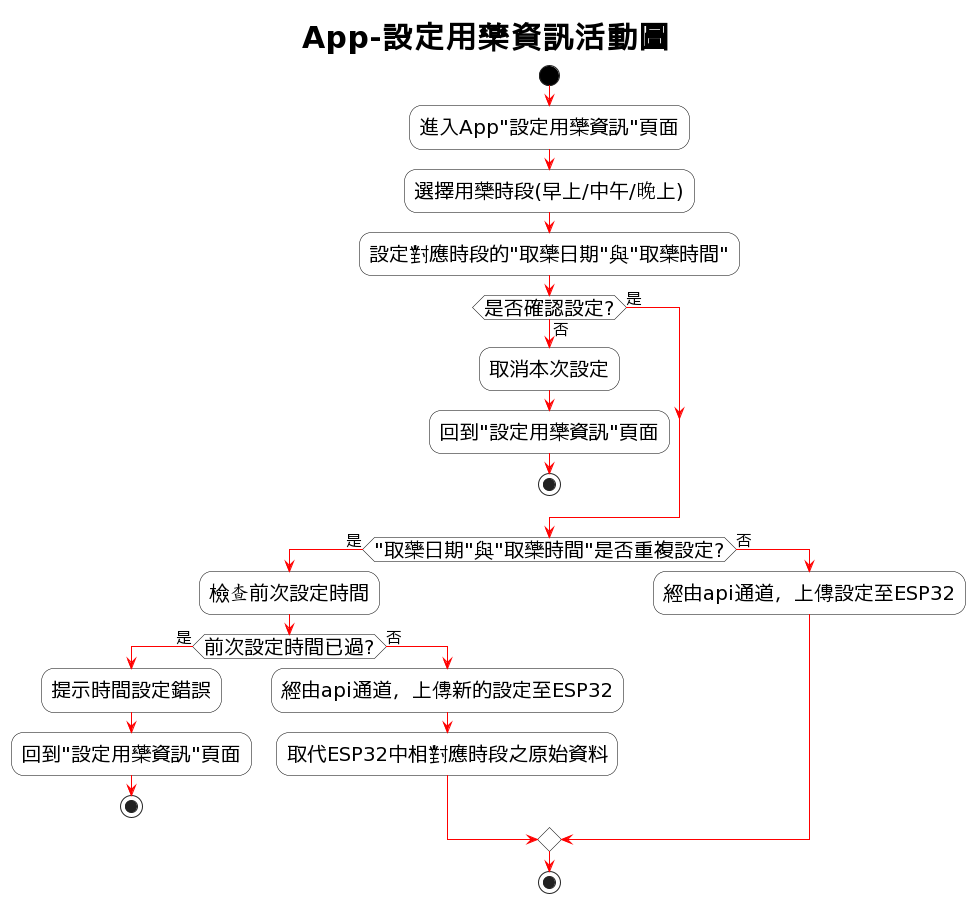 App-設定用藥資訊活動圖
進入App"設定用藥資訊"頁面
選擇用藥時段(早上/中午/晚上)
設定對應時段的"取藥日期"與"取藥時間"
是否確認設定?
是
否
取消本次設定
回到"設定用藥資訊"頁面
是
"取藥日期"與"取藥時間"是否重複設定?
否
檢查前次設定時間
經由api通道，上傳設定至ESP32
是
前次設定時間已過?
否
提示時間設定錯誤
經由api通道，上傳新的設定至ESP32
回到"設定用藥資訊"頁面
取代ESP32中相對應時段之原始資料